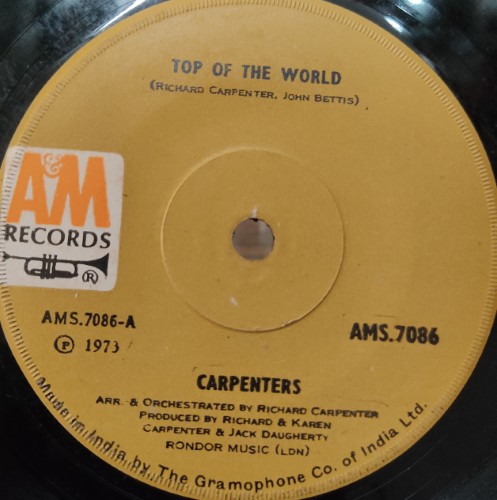 TOP OF THE WORLD
(RICHARD CARPENTER, JOHN BETTIS)
A&M
RECORDS
(R)
AMS.7086-A
AMS.7086
(P) 1973
CARPENTERS
ARR. & ORCHESTRATED BY RICHARD CARPENTER
PRODUCED BY RICHARD & KAREN
CARPENTER & JACK DAUGHERTY
RONDOR MUSIC (LDN)
Made in India by The Gramophone Co. of India Ltd.